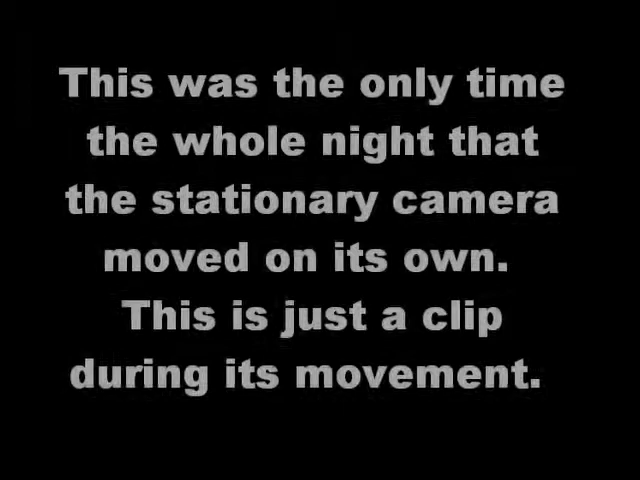 This was the only time
the whole night that
the stationary camera
moved on its own.
This is just a clip
during its movement.